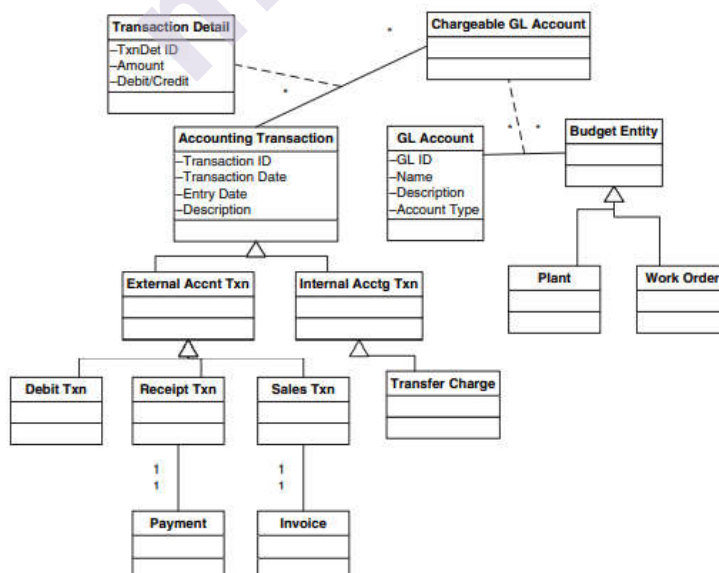 Transaction Detail
–TxnDet ID
–Amount
–Debit/Credit
Chargeable GL Account
*
*
Accounting Transaction
–Transaction ID
–Transaction Date
–Entry Date
–Description
GL Account
–GL ID
–Name
–Description
–Account Type
* *
Budget Entity
External Accnt Txn
Internal Acctg Txn
Plant
Work Order
Debit Txn
Receipt Txn
Sales Txn
Transfer Charge
1
1
1
1
Payment
Invoice